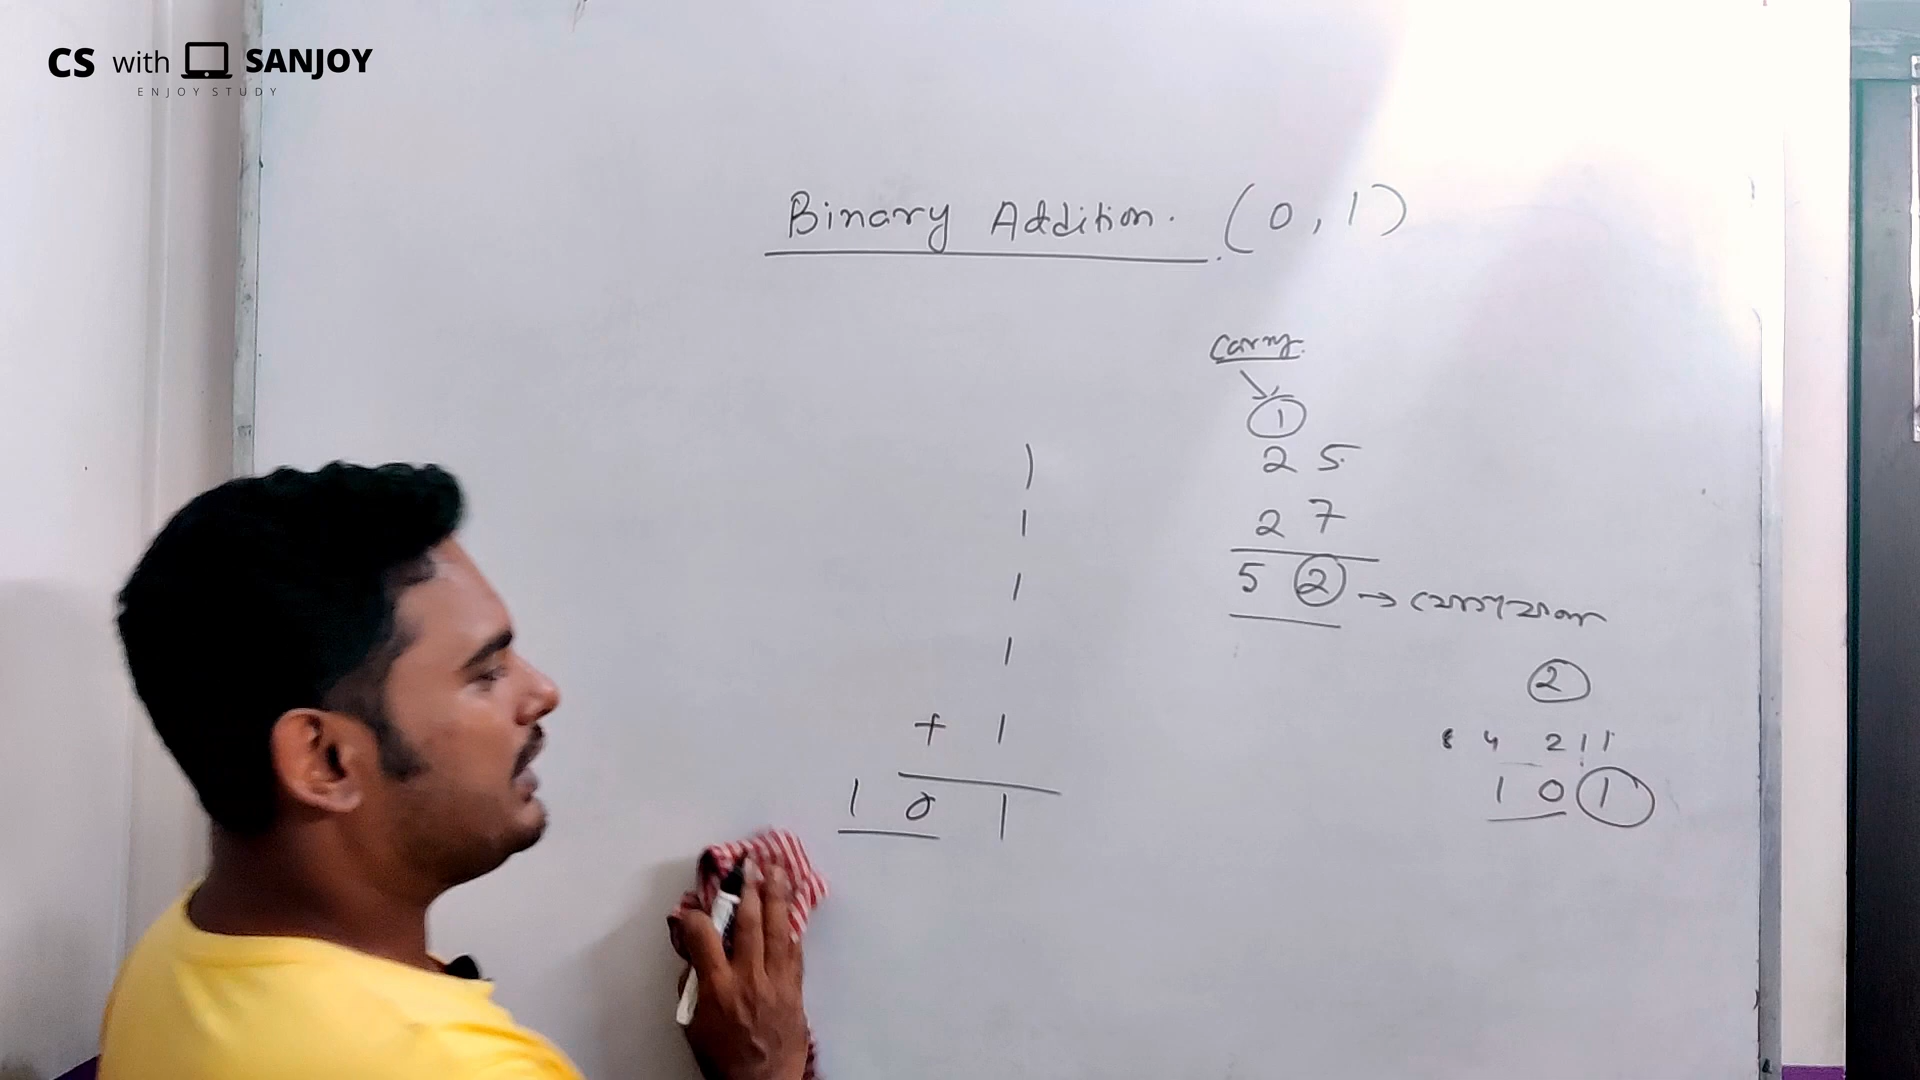 CS with SANJOY
ENJOY STUDY
Binary Addition. (0,1)
carry
1
2 5
2 7
5 2 →
1
1
1
1
+ 1
1 0 1
2
8 4 2 1 1
1 0 1